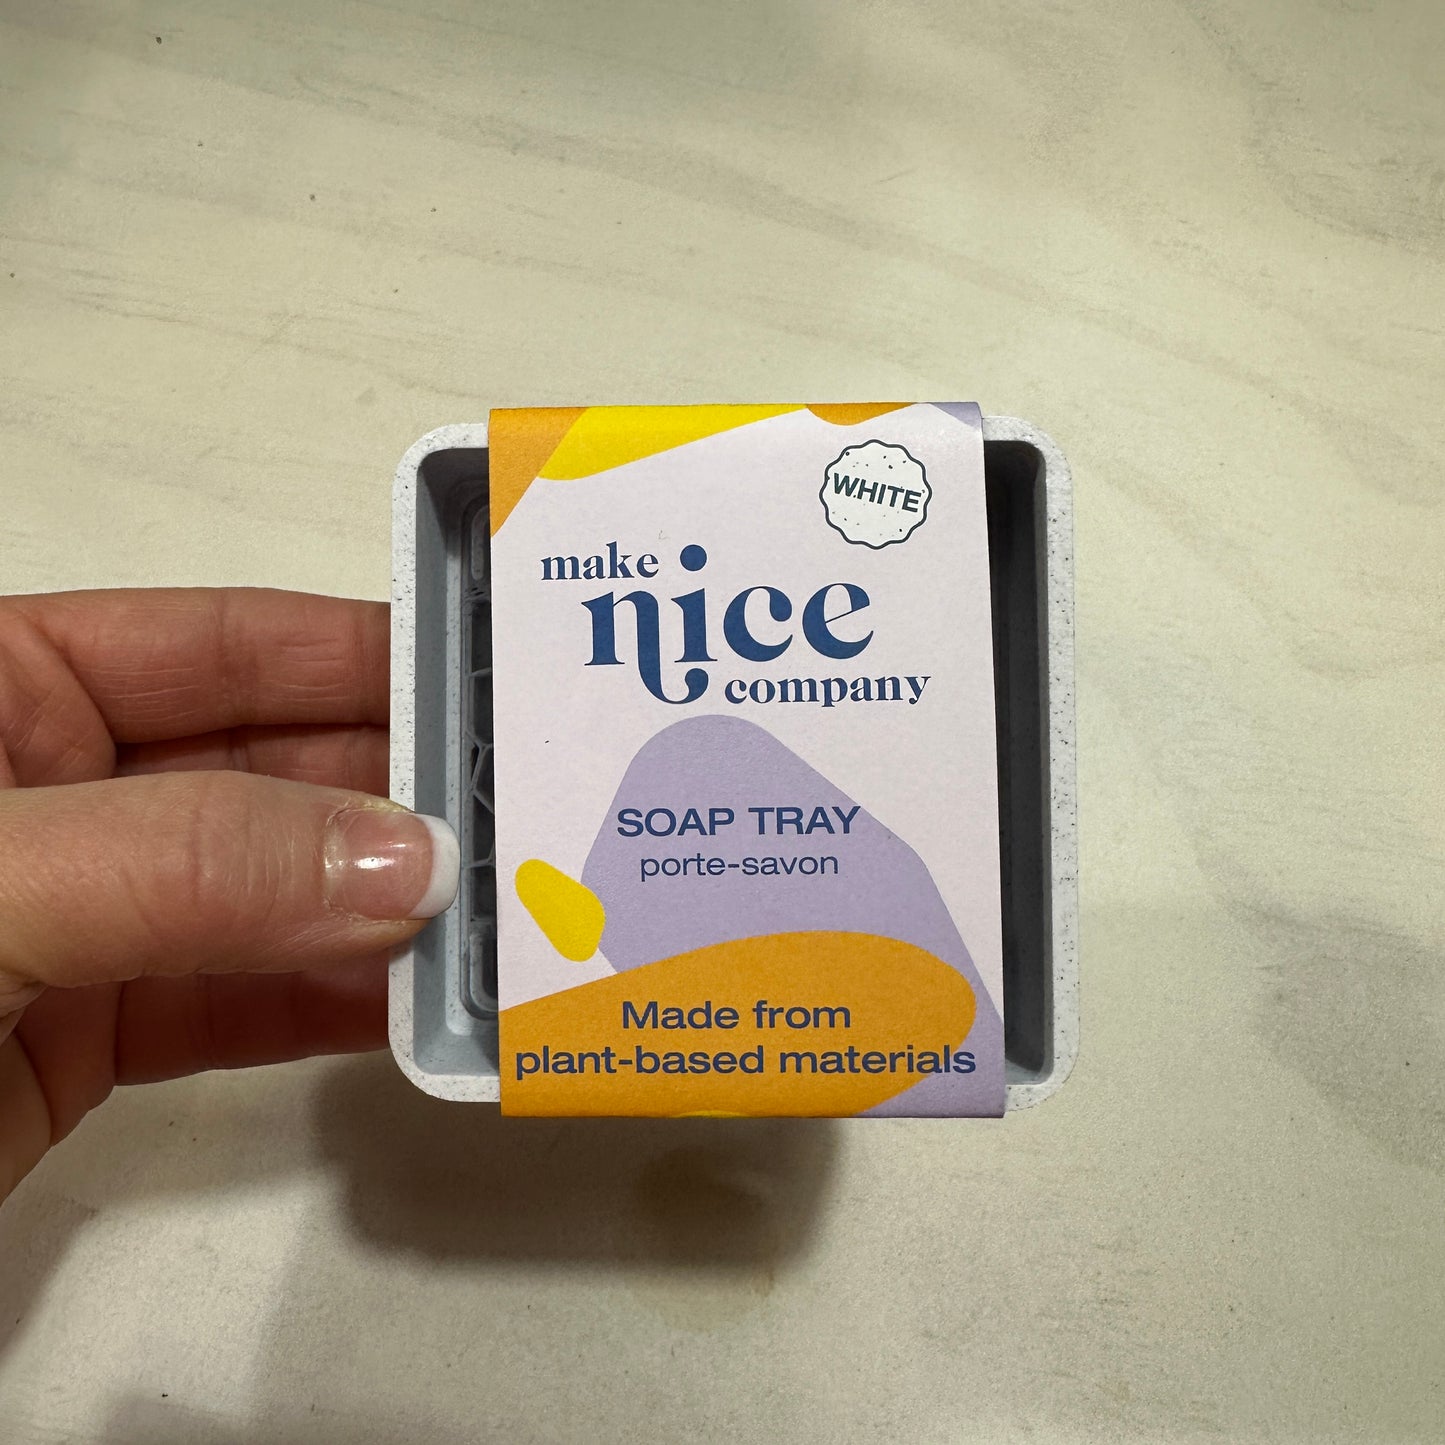 WHITE
make
nice
company
SOAP TRAY
porte-savon
Made from
plant-based materials